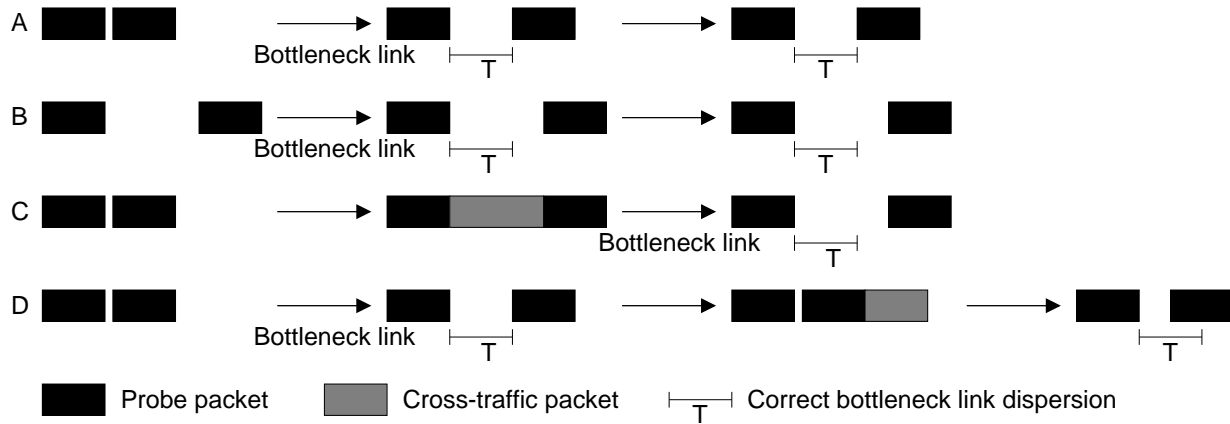 A
Bottleneck link
T
T
B
Bottleneck link
T
T
C
Bottleneck link
T
D
Bottleneck link
T
T
Probe packet
Cross-traffic packet
T
Correct bottleneck link dispersion